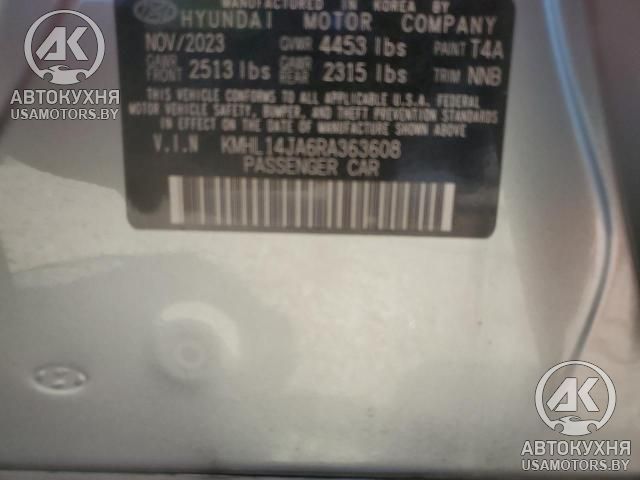 MANUFACTURED IN KOREA BY
HYUNDAI MOTOR COMPANY
NOV/2023 GVWR 4453 lbs PAINT T4A
GAWR FRONT 2513 lbs GAWR REAR 2315 lbs TRIM NNB
THIS VEHICLE CONFORMS TO ALL APPLICABLE U.S.A. FEDERAL
MOTOR VEHICLE SAFETY, BUMPER, AND THEFT PREVENTION STANDARDS
IN EFFECT ON THE DATE OF MANUFACTURE SHOWN ABOVE.
V.I.N KMHL14JA6RA363608
PASSENGER CAR
AK
АВТОКУХНЯ
USAMOTORS.BY
AK
АВТОКУХНЯ
USAMOTORS.BY